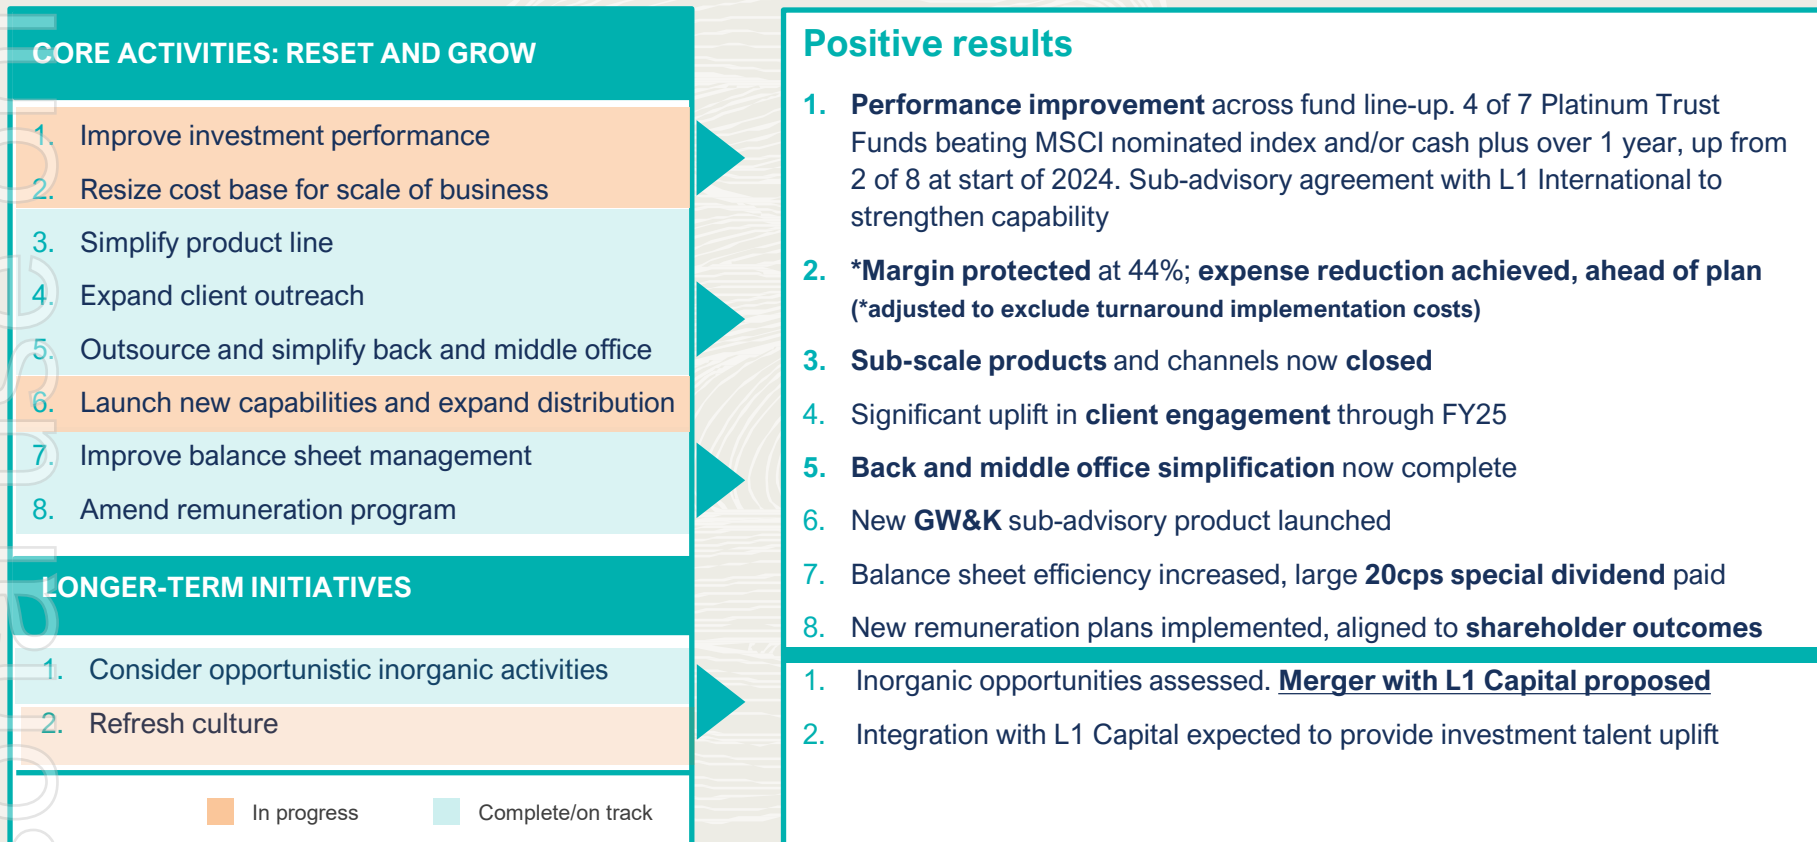 CORE ACTIVITIES: RESET AND GROW
1. Improve investment performance
2. Resize cost base for scale of business
3. Simplify product line
4. Expand client outreach
5. Outsource and simplify back and middle office
6. Launch new capabilities and expand distribution
7. Improve balance sheet management
8. Amend remuneration program
LONGER-TERM INITIATIVES
1. Consider opportunistic inorganic activities
2. Refresh culture
In progress
Complete/on track
Positive results
1. Performance improvement across fund line-up. 4 of 7 Platinum Trust
Funds beating MSCI nominated index and/or cash plus over 1 year, up from
2 of 8 at start of 2024. Sub-advisory agreement with L1 International to
strengthen capability
2. *Margin protected at 44%; expense reduction achieved, ahead of plan
(*adjusted to exclude turnaround implementation costs)
3. Sub-scale products and channels now closed
4. Significant uplift in client engagement through FY25
5. Back and middle office simplification now complete
6. New GW&K sub-advisory product launched
7. Balance sheet efficiency increased, large 20cps special dividend paid
8. New remuneration plans implemented, aligned to shareholder outcomes
1. Inorganic opportunities assessed. Merger with L1 Capital proposed
2. Integration with L1 Capital expected to provide investment talent uplift